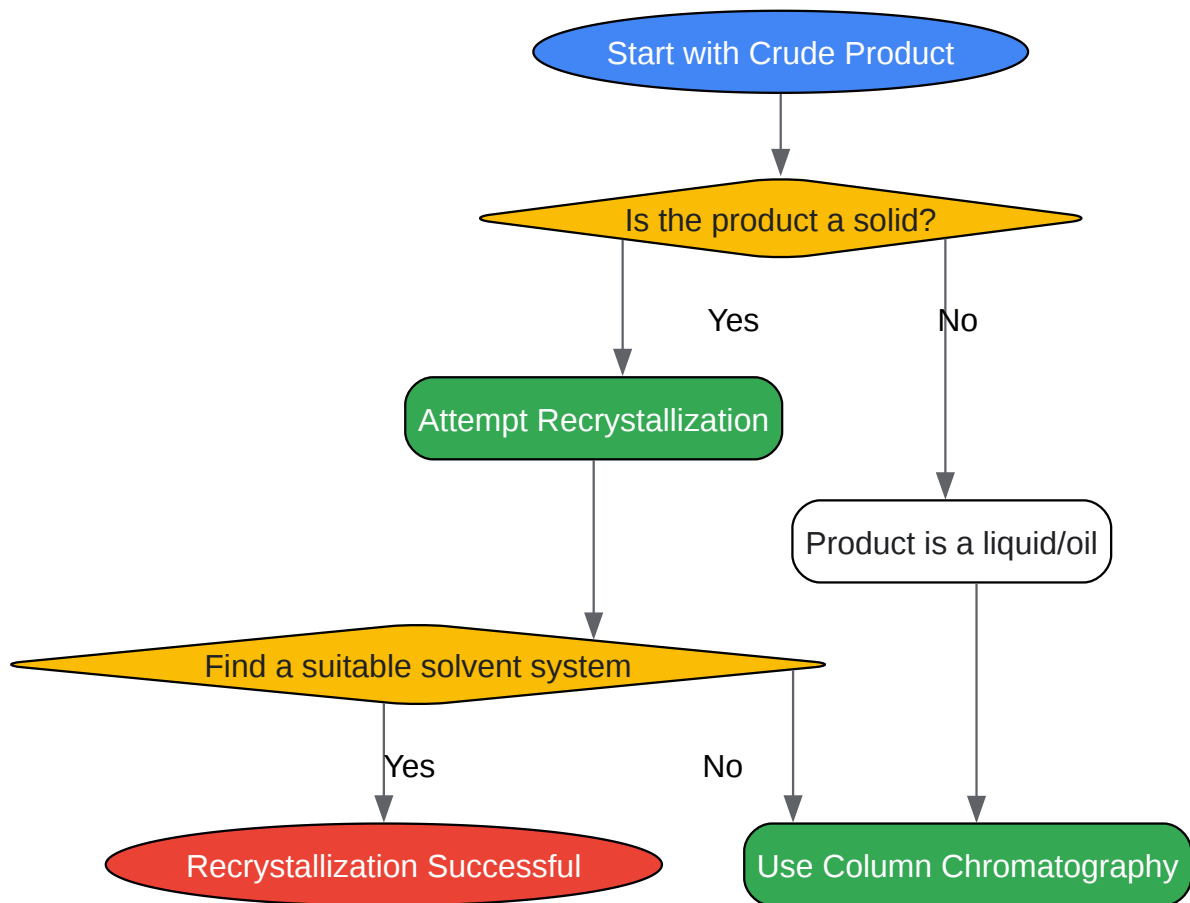 Start with Crude Product
Is the product a solid?
Yes
No
Attempt Recrystallization
Product is a liquid/oil
Find a suitable solvent system
Yes
No
Recrystallization Successful
Use Column Chromatography